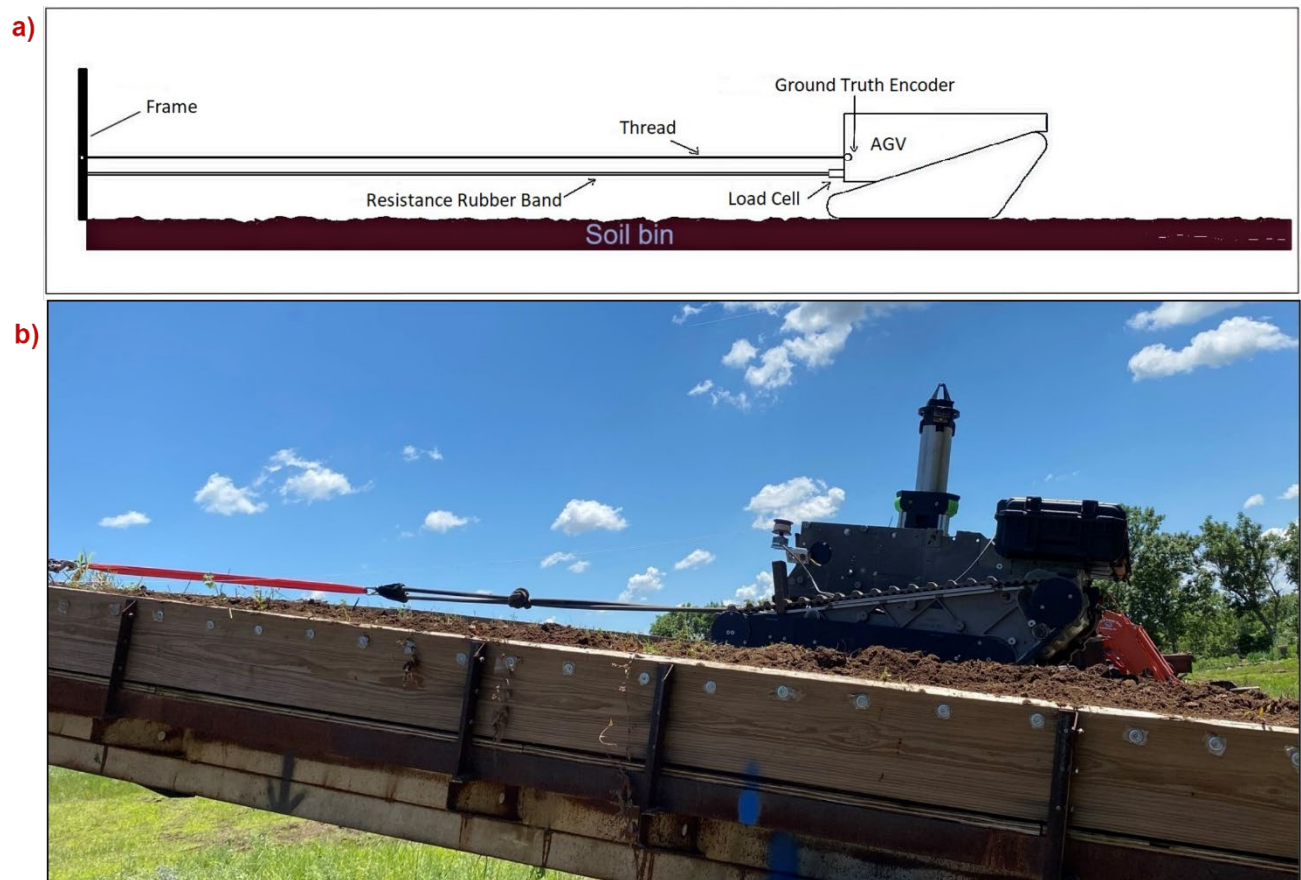 a)
Ground Truth Encoder
Frame
Thread
AGV
Resistance Rubber Band
Load Cell
Soil bin
b)